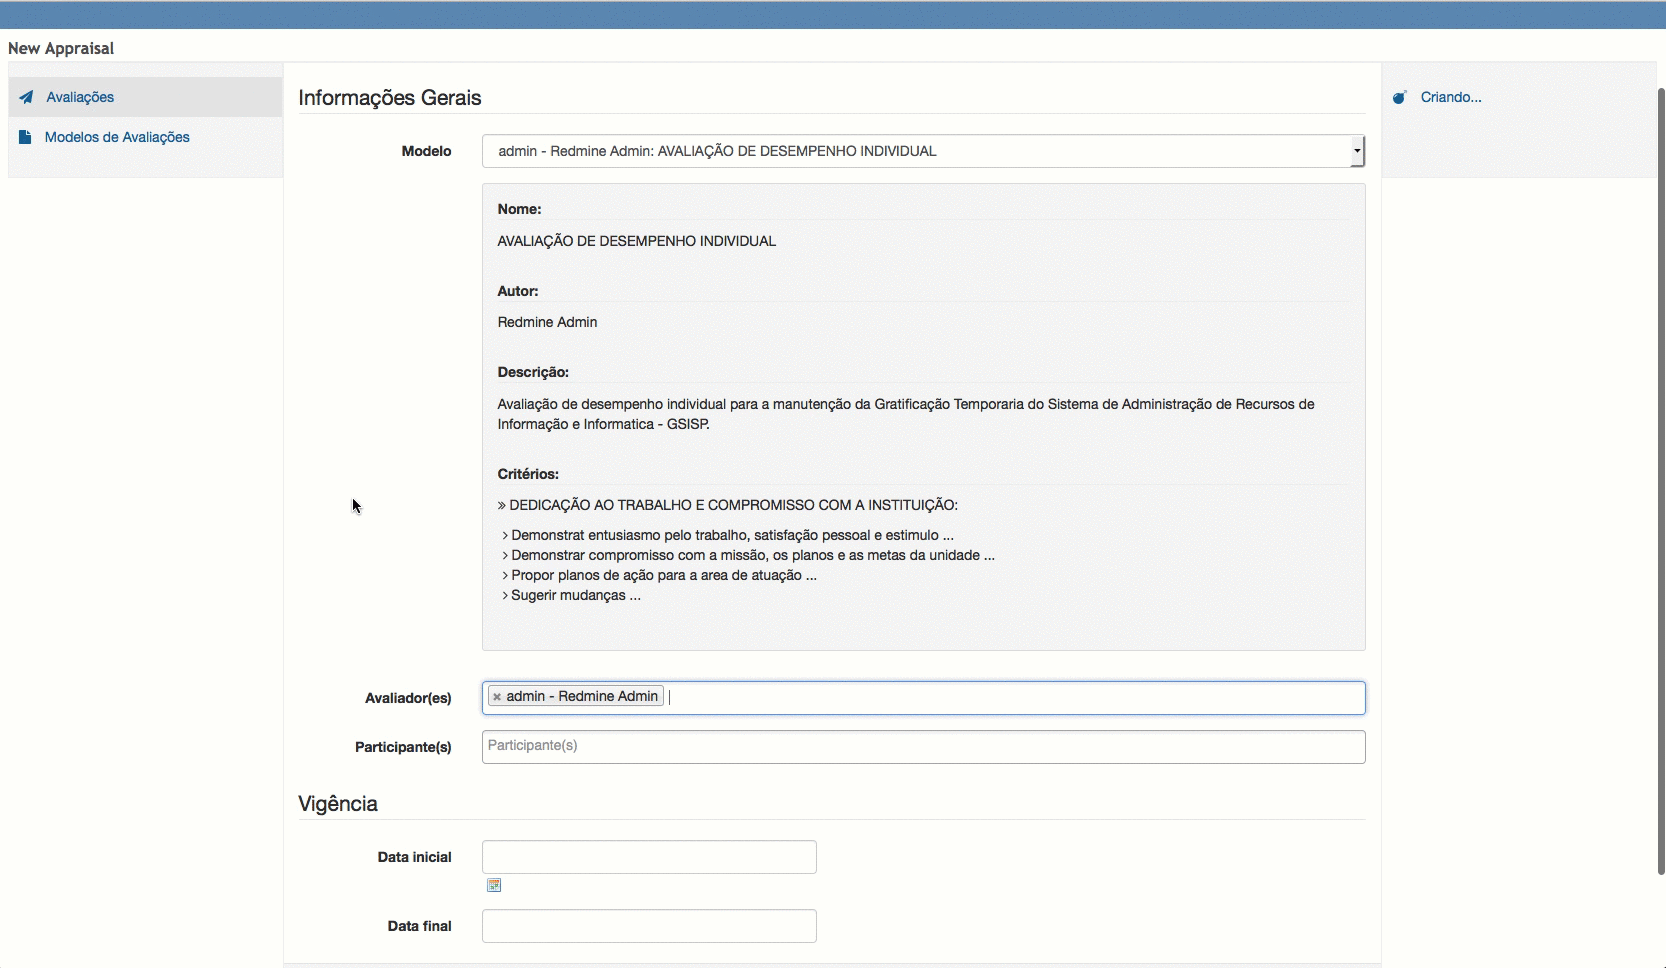 New Appraisal
Avaliações
Modelos de Avaliações
Informações Gerais
Modelo
admin - Redmine Admin: AVALIAÇÃO DE DESEMPENHO INDIVIDUAL
Nome:
AVALIAÇÃO DE DESEMPENHO INDIVIDUAL
Autor:
Redmine Admin
Descrição:
Avaliação de desempenho individual para a manutenção da Gratificação Temporaria do Sistema de Administração de Recursos de
Informação e Informatica - GSISP.
Critérios:
» DEDICAÇÃO AO TRABALHO E COMPROMISSO COM A INSTITUIÇÃO:
> Demonstrat entusiasmo pelo trabalho, satisfação pessoal e estimulo ...
> Demonstrar compromisso com a missão, os planos e as metas da unidade ...
> Propor planos de ação para a area de atuação ...
> Sugerir mudanças ...
Avaliador(es)
× admin - Redmine Admin
Participante(s)
Participante(s)
Vigência
Data inicial
Data final
Criando...